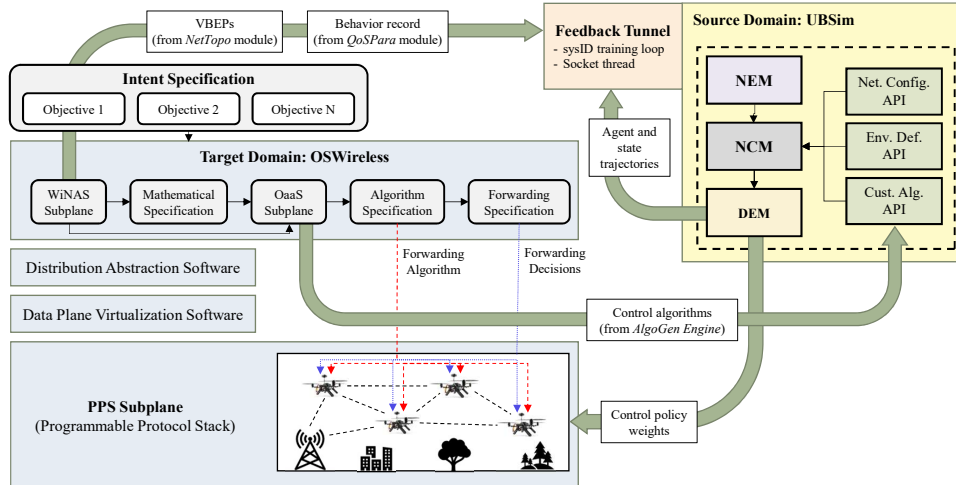 VBEPs
(from NetTopo module)
Behavior record
(from QoSPara module)
Feedback Tunnel
- sysID training loop
- Socket thread
Source Domain: UBSim
NEM
NCM
DEM
Net. Config.
API
Env. Def.
API
Cust. Alg.
API
Intent Specification
Objective 1
Objective 2
Objective N
Agent and
state
trajectories
Target Domain: OSWireless
WiNAS
Subplane
Mathematical
Specification
OaaS
Subplane
Algorithm
Specification
Forwarding
Specification
Forwarding
Algorithm
Forwarding
Decisions
Distribution Abstraction Software
Data Plane Virtualization Software
Control algorithms
(from AlgoGen Engine)
PPS Subplane
(Programmable Protocol Stack)
Control policy
weights